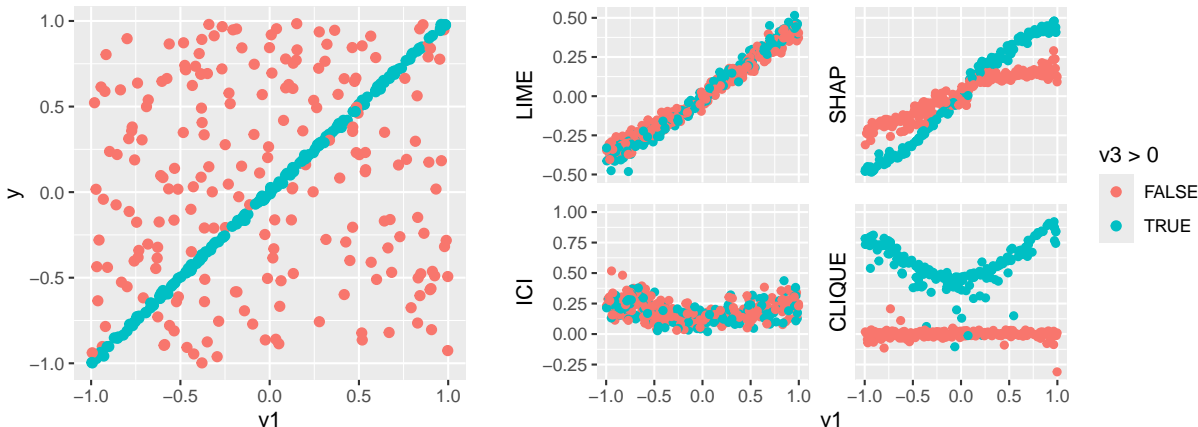 1.0
0.5
0.0
−0.5
−1.0
y
−1.0 −0.5 0.0 0.5 1.0
v1
0.50
0.25
0.00
−0.25
−0.50
LIME
SHAP
1.00
0.75
0.50
0.25
0.00
−0.25
ICI
CLIQUE
−1.0 −0.5 0.0 0.5 1.0 −1.0 −0.5 0.0 0.5 1.0
v1
v3 > 0
FALSE
TRUE